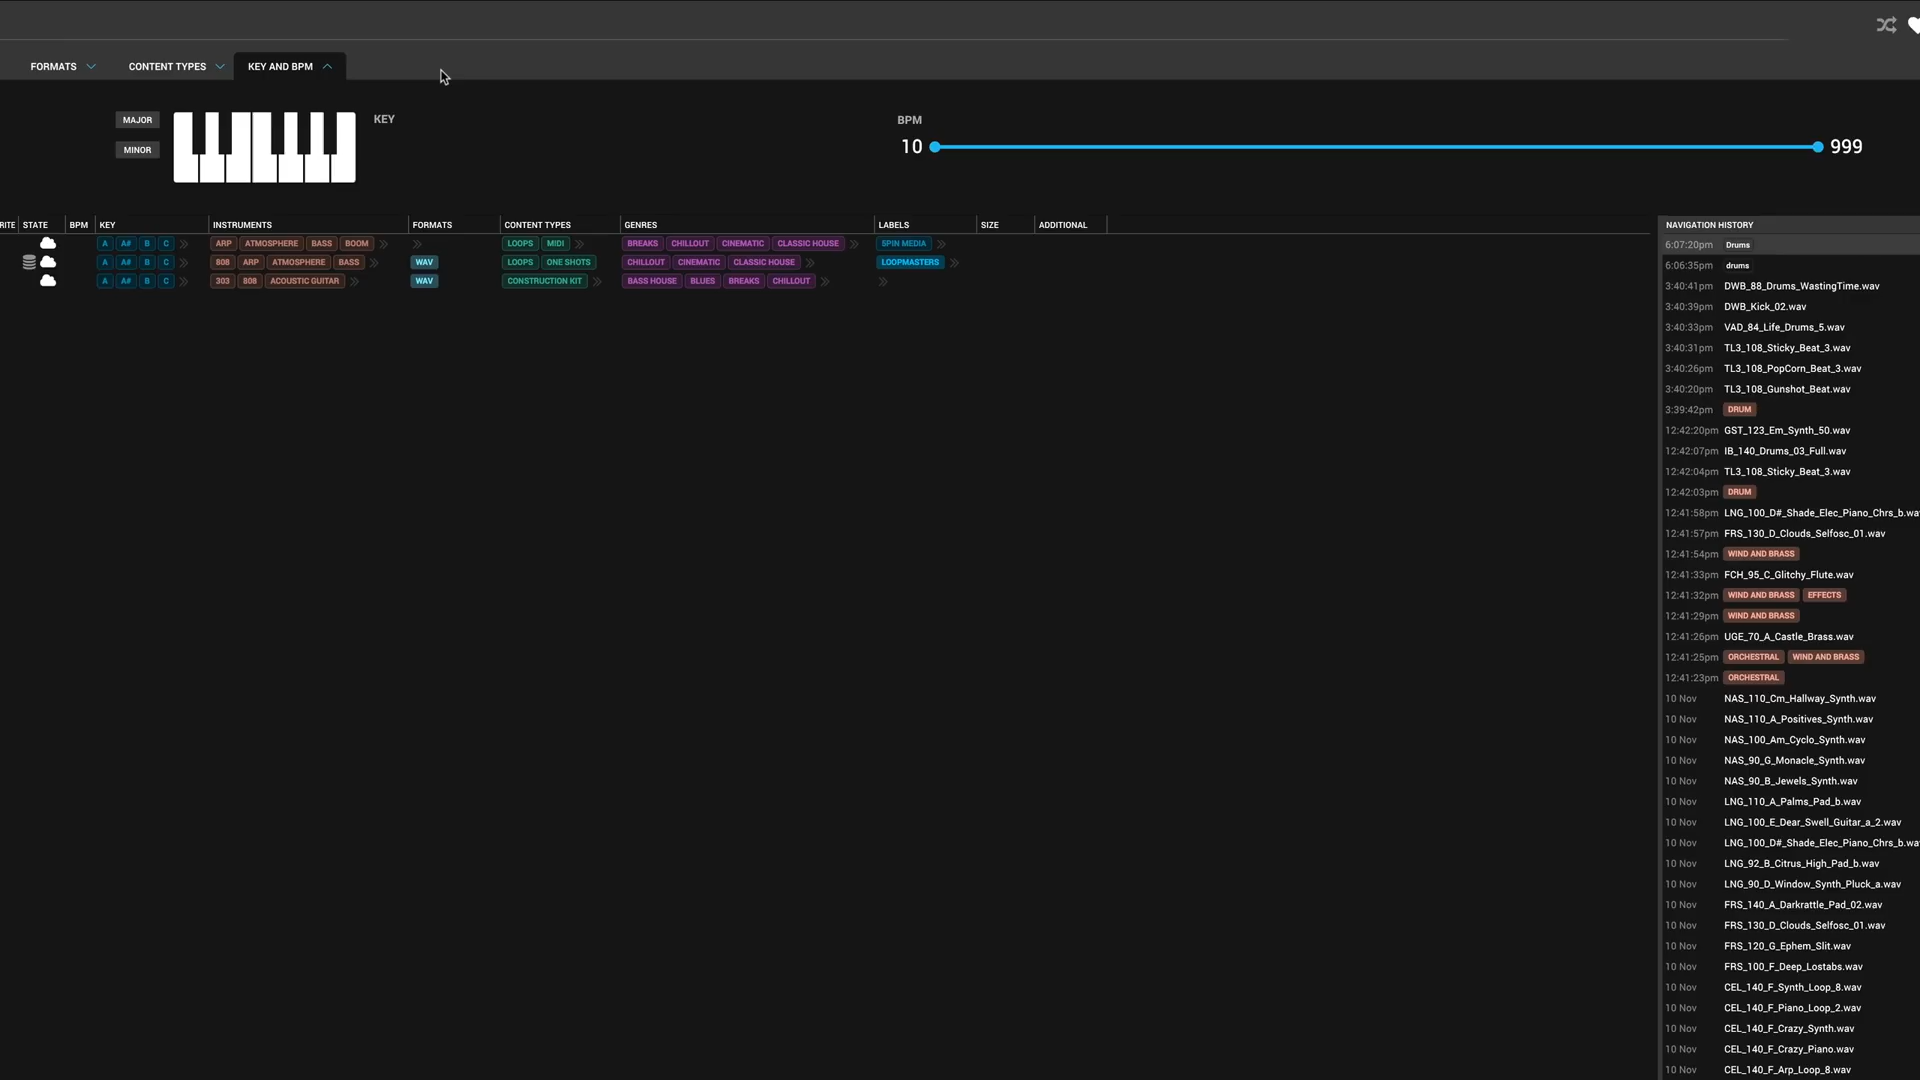 FORMATS CONTENT TYPES KEY AND BPM
MAJOR KEY BPM
MINOR 10 999
RITE STATE BPM KEY INSTRUMENTS FORMATS CONTENT TYPES GENRES LABELS SIZE ADDITIONAL
A A# B C ARP ATMOSPHERE BASS BOOM LOOPS MIDI BREAKS CHILLOUT CINEMATIC CLASSIC HOUSE 5PIN MEDIA
A A# B C 808 ARP ATMOSPHERE BASS WAV LOOPS ONE SHOTS CHILLOUT CINEMATIC CLASSIC HOUSE LOOPMASTERS
A A# B C 303 808 ACOUSTIC GUITAR WAV CONSTRUCTION KIT BASS HOUSE BLUES BREAKS CHILLOUT
NAVIGATION HISTORY
6:07:20pm Drums
6:06:35pm drums
3:40:41pm DWB_88_Drums_WastingTime.wav
3:40:39pm DWB_Kick_02.wav
3:40:33pm VAD_84_Life_Drums_5.wav
3:40:31pm TL3_108_Sticky_Beat_3.wav
3:40:26pm TL3_108_PopCorn_Beat_3.wav
3:40:20pm TL3_108_Gunshot_Beat.wav
3:39:42pm DRUM
12:42:20pm GST_123_Em_Synth_50.wav
12:42:07pm IB_140_Drums_03_Full.wav
12:42:04pm TL3_108_Sticky_Beat_3.wav
12:42:03pm DRUM
12:41:58pm LNG_100_D#_Shade_Elec_Piano_Chrs_b.wav
12:41:57pm FRS_130_D_Clouds_Selfosc_01.wav
12:41:54pm WIND AND BRASS
12:41:33pm FCH_95_C_Glitchy_Flute.wav
12:41:32pm WIND AND BRASS EFFECTS
12:41:29pm WIND AND BRASS
12:41:26pm UGE_70_A_Castle_Brass.wav
12:41:25pm ORCHESTRAL WIND AND BRASS
12:41:23pm ORCHESTRAL
10 Nov NAS_110_Cm_Hallway_Synth.wav
10 Nov NAS_110_A_Positives_Synth.wav
10 Nov NAS_100_Am_Cyclo_Synth.wav
10 Nov NAS_90_G_Monacle_Synth.wav
10 Nov NAS_90_B_Jewels_Synth.wav
10 Nov LNG_110_A_Palms_Pad_b.wav
10 Nov LNG_100_E_Dear_Swell_Guitar_a_2.wav
10 Nov LNG_100_D#_Shade_Elec_Piano_Chrs_b.wav
10 Nov LNG_92_B_Citrus_High_Pad_b.wav
10 Nov LNG_90_D_Window_Synth_Pluck_a.wav
10 Nov FRS_140_A_Darkrattle_Pad_02.wav
10 Nov FRS_130_D_Clouds_Selfosc_01.wav
10 Nov FRS_120_G_Ephem_Slit.wav
10 Nov FRS_100_F_Deep_Lostabs.wav
10 Nov CEL_140_F_Synth_Loop_8.wav
10 Nov CEL_140_F_Piano_Loop_2.wav
10 Nov CEL_140_F_Crazy_Synth.wav
10 Nov CEL_140_F_Crazy_Piano.wav
10 Nov CEL_140_F_Arp_Loop_8.wav